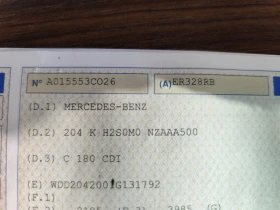 Nº A015553CO26 (A) ER328RB
(D.1) MERCEDES-BENZ
(D.2) 204 K H2S0M0 NZAAA500
(D.3) C 180 CDI
(E) WDD2042001G131792
(F.1)